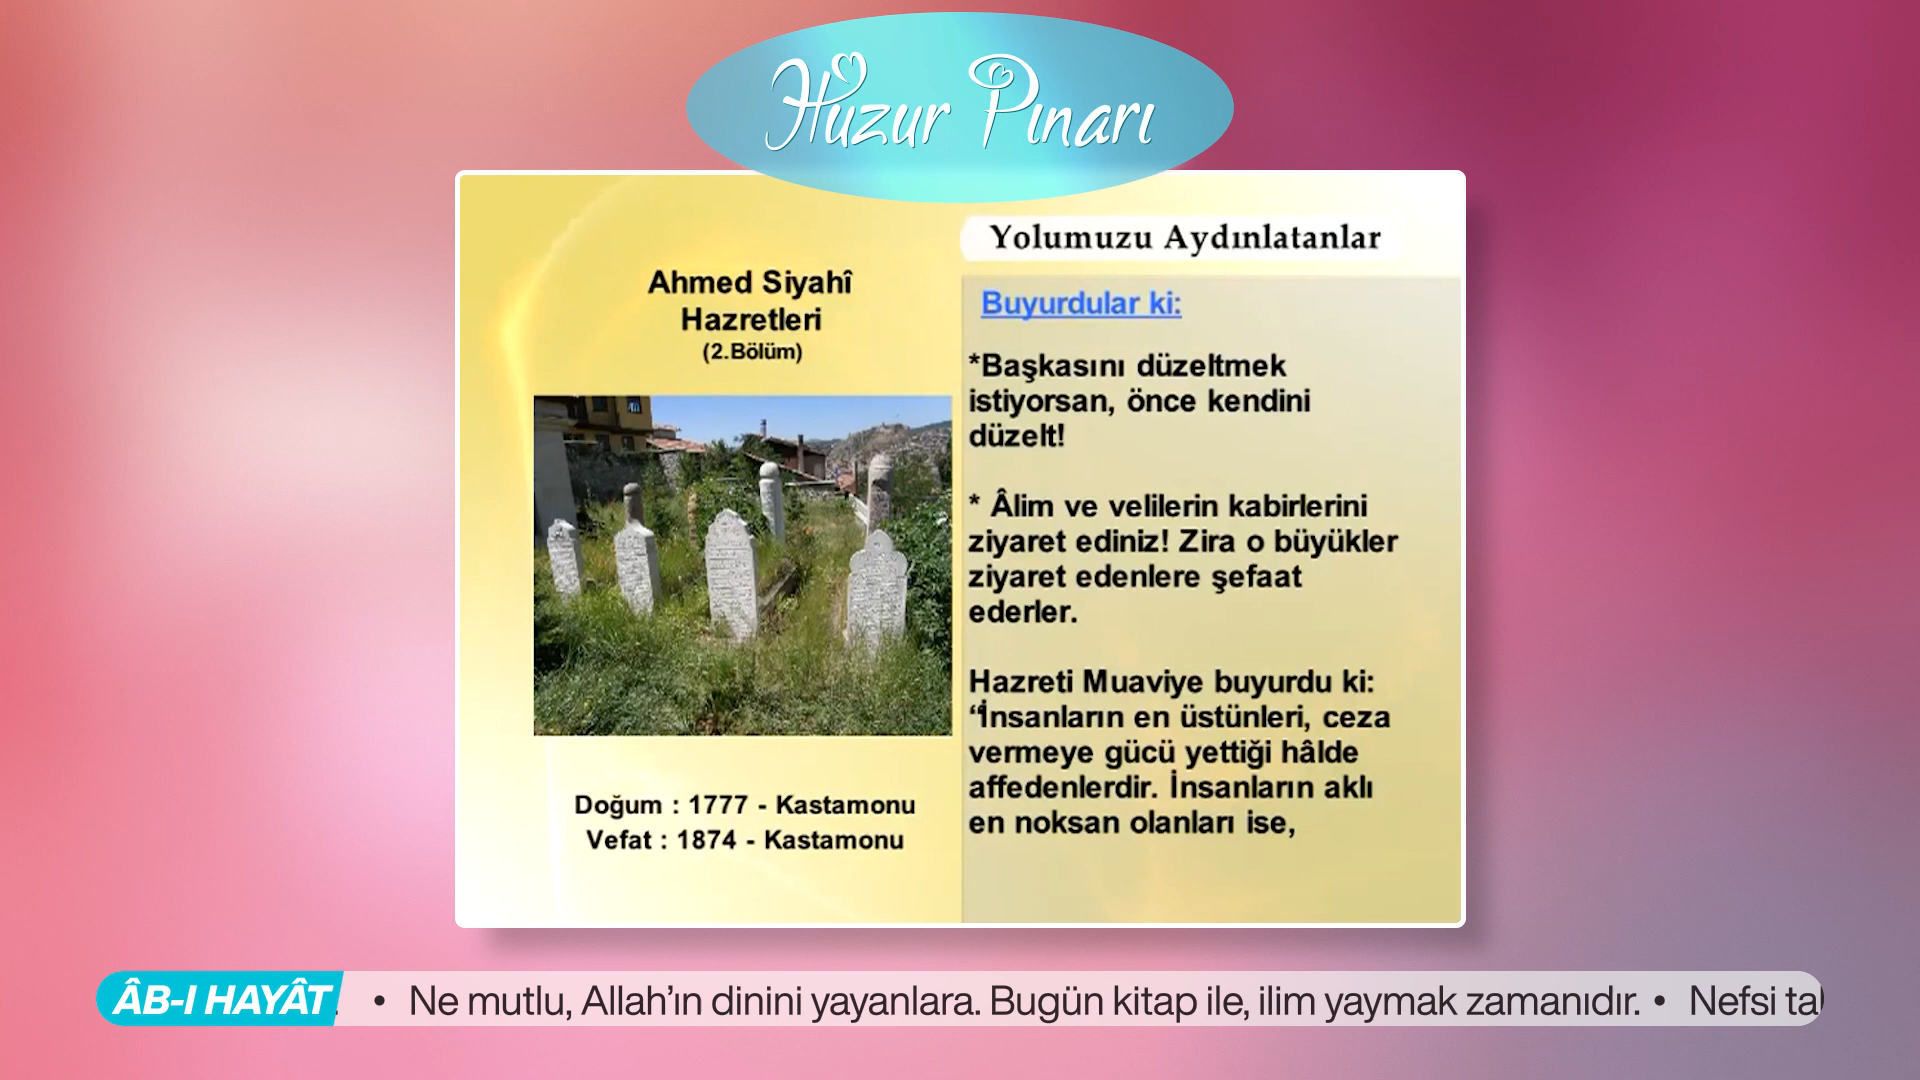 Huzur Pınarı
Yolumuzu Aydınlatanlar
Ahmed Siyahî
Hazretleri
(2.Bölüm)
Doğum : 1777 - Kastamonu
Vefat : 1874 - Kastamonu
Buyurdular ki:
*Başkasını düzeltmek
istiyorsan, önce kendini
düzelt!
* Âlim ve velilerin kabirlerini
ziyaret ediniz! Zira o büyükler
ziyaret edenlere şefaat
ederler.
Hazreti Muaviye buyurdu ki:
“İnsanların en üstünleri, ceza
vermeye gücü yettiği hâlde
affedenlerdir. İnsanların aklı
en noksan olanları ise,
ÂB-I HAYÂT
• Ne mutlu, Allah’ın dinini yayanlara. Bugün kitap ile, ilim yaymak zamanıdır. • Nefsi